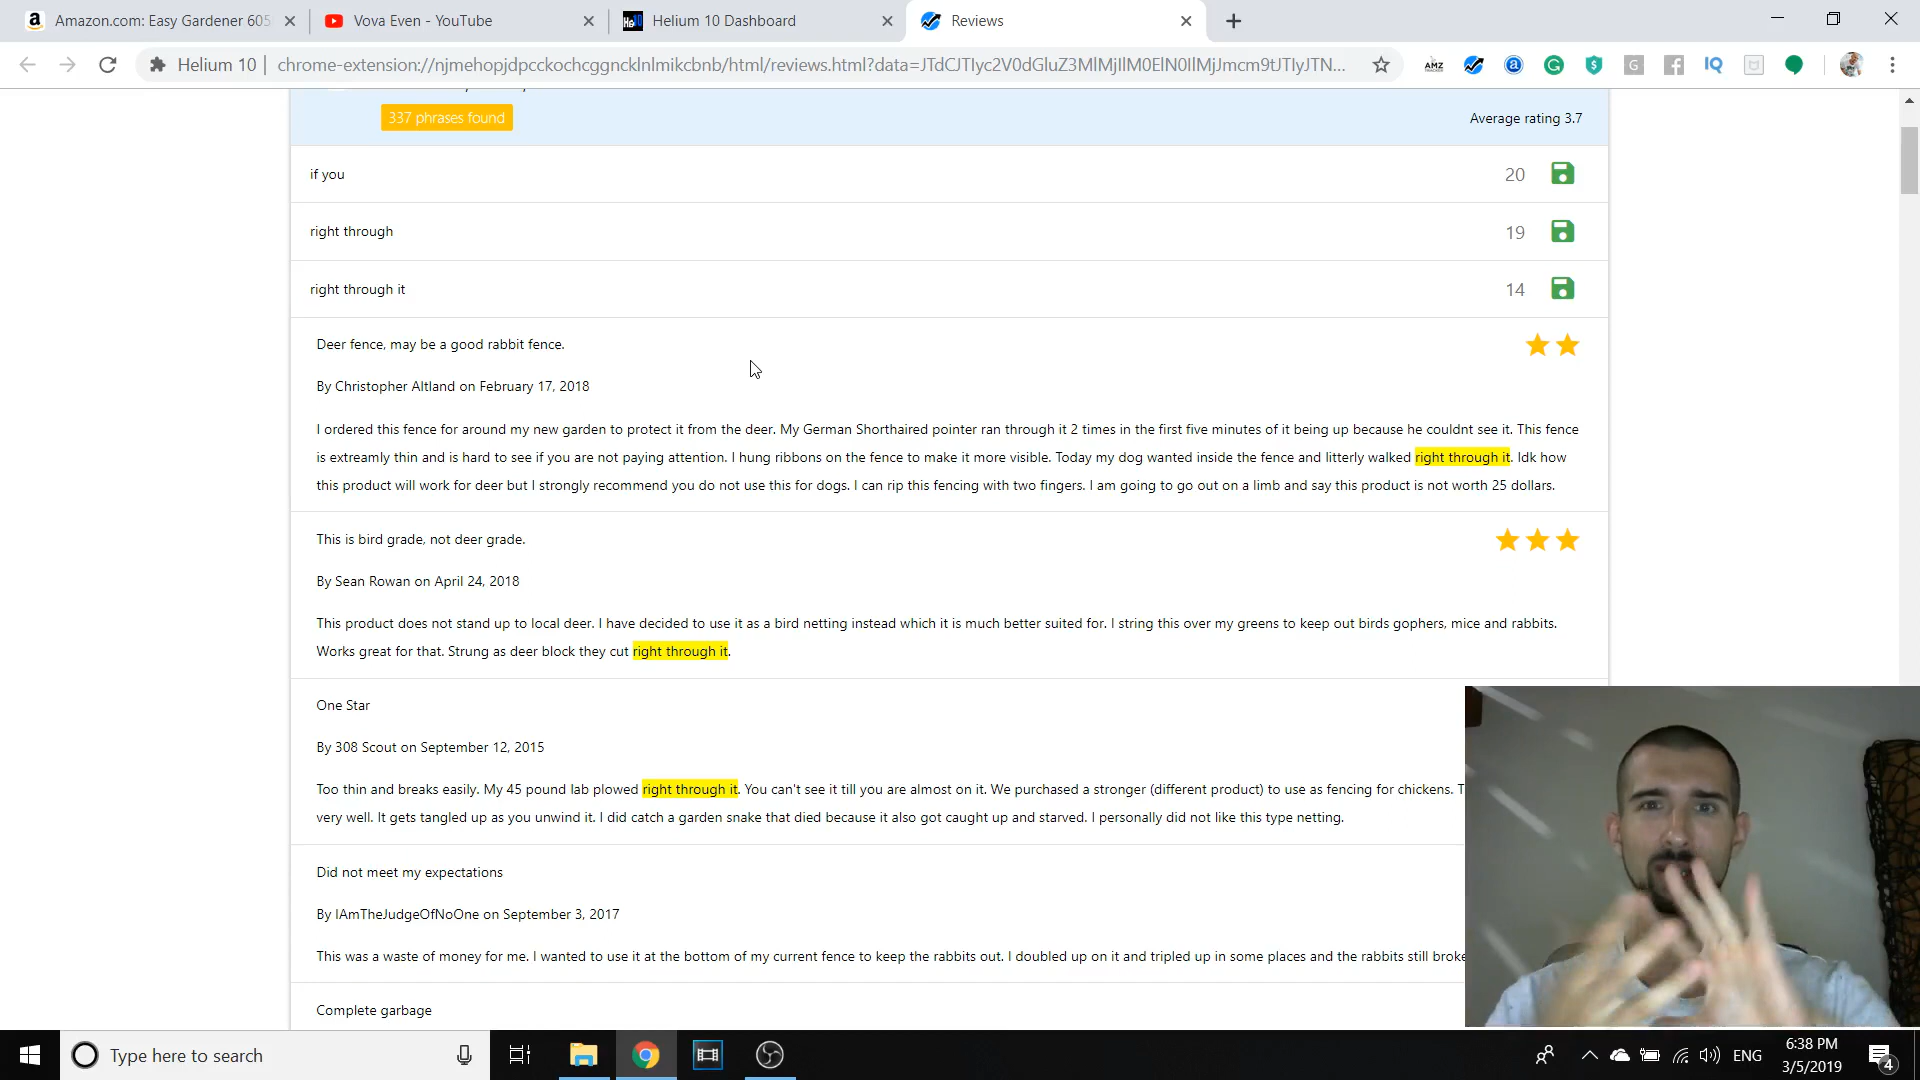 Amazon.com: Easy Gardener 605
Vova Even - YouTube
He10
Helium 10 Dashboard
Reviews
Helium 10
chrome-extension://njmehopjdpcckochcggncklnlmikcbnb/html/reviews.html?data=JTdCJTIyc2V0dGluZ3MlMjIlM0ElN0IlMjJmcm9tJTIyJTN...
AMZ
IQ
337 phrases found
Average rating 3.7
if you
20
right through
19
right through it
14
Deer fence, may be a good rabbit fence.
By Christopher Altland on February 17, 2018
I ordered this fence for around my new garden to protect it from the deer. My German Shorthaired pointer ran through it 2 times in the first five minutes of it being up because he couldnt see it. This fence
is extreamly thin and is hard to see if you are not paying attention. I hung ribbons on the fence to make it more visible. Today my dog wanted inside the fence and litterly walked right through it. Idk how
this product will work for deer but I strongly recommend you do not use this for dogs. I can rip this fencing with two fingers. I am going to go out on a limb and say this product is not worth 25 dollars.
This is bird grade, not deer grade.
By Sean Rowan on April 24, 2018
This product does not stand up to local deer. I have decided to use it as a bird netting instead which it is much better suited for. I string this over my greens to keep out birds gophers, mice and rabbits.
Works great for that. Strung as deer block they cut right through it.
One Star
By 308 Scout on September 12, 2015
Too thin and breaks easily. My 45 pound lab plowed right through it. You can't see it till you are almost on it. We purchased a stronger (different product) to use as fencing for chickens. T
very well. It gets tangled up as you unwind it. I did catch a garden snake that died because it also got caught up and starved. I personally did not like this type netting.
Did not meet my expectations
By IAmTheJudgeOfNoOne on September 3, 2017
This was a waste of money for me. I wanted to use it at the bottom of my current fence to keep the rabbits out. I doubled up on it and tripled up in some places and the rabbits still broke
Complete garbage
Type here to search
ENG
6:38 PM
3/5/2019
4